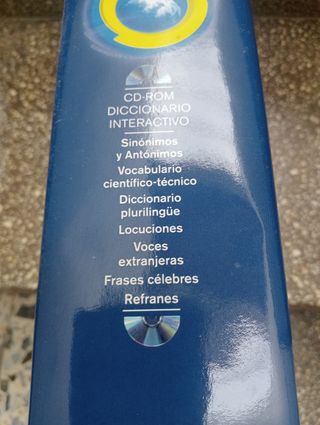 CD-ROM
DICCIONARIO
INTERACTIVO
Sinónimos
y Antónimos
Vocabulario
científico-técnico
Diccionario
plurilingüe
Locuciones
Voces
extranjeras
Frases célebres
Refranes